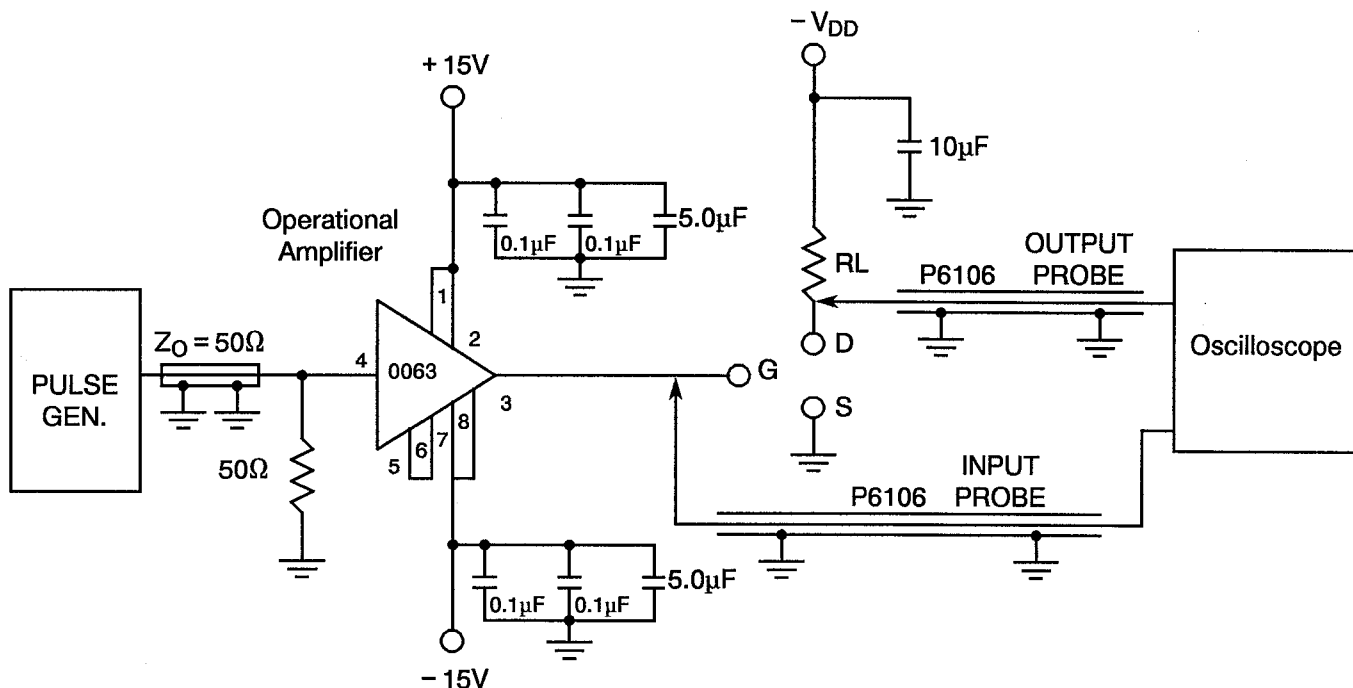 − VDD
+ 15V
10µF
Operational
Amplifier
0.1µF
0.1µF
5.0µF
RL
OUTPUT
P6106 PROBE
1
2
PULSE
GEN.
ZO = 50Ω
4
0063
3
G
D
Oscilloscope
S
5
6
7
8
50Ω
INPUT
P6106 PROBE
0.1µF
0.1µF
5.0µF
− 15V